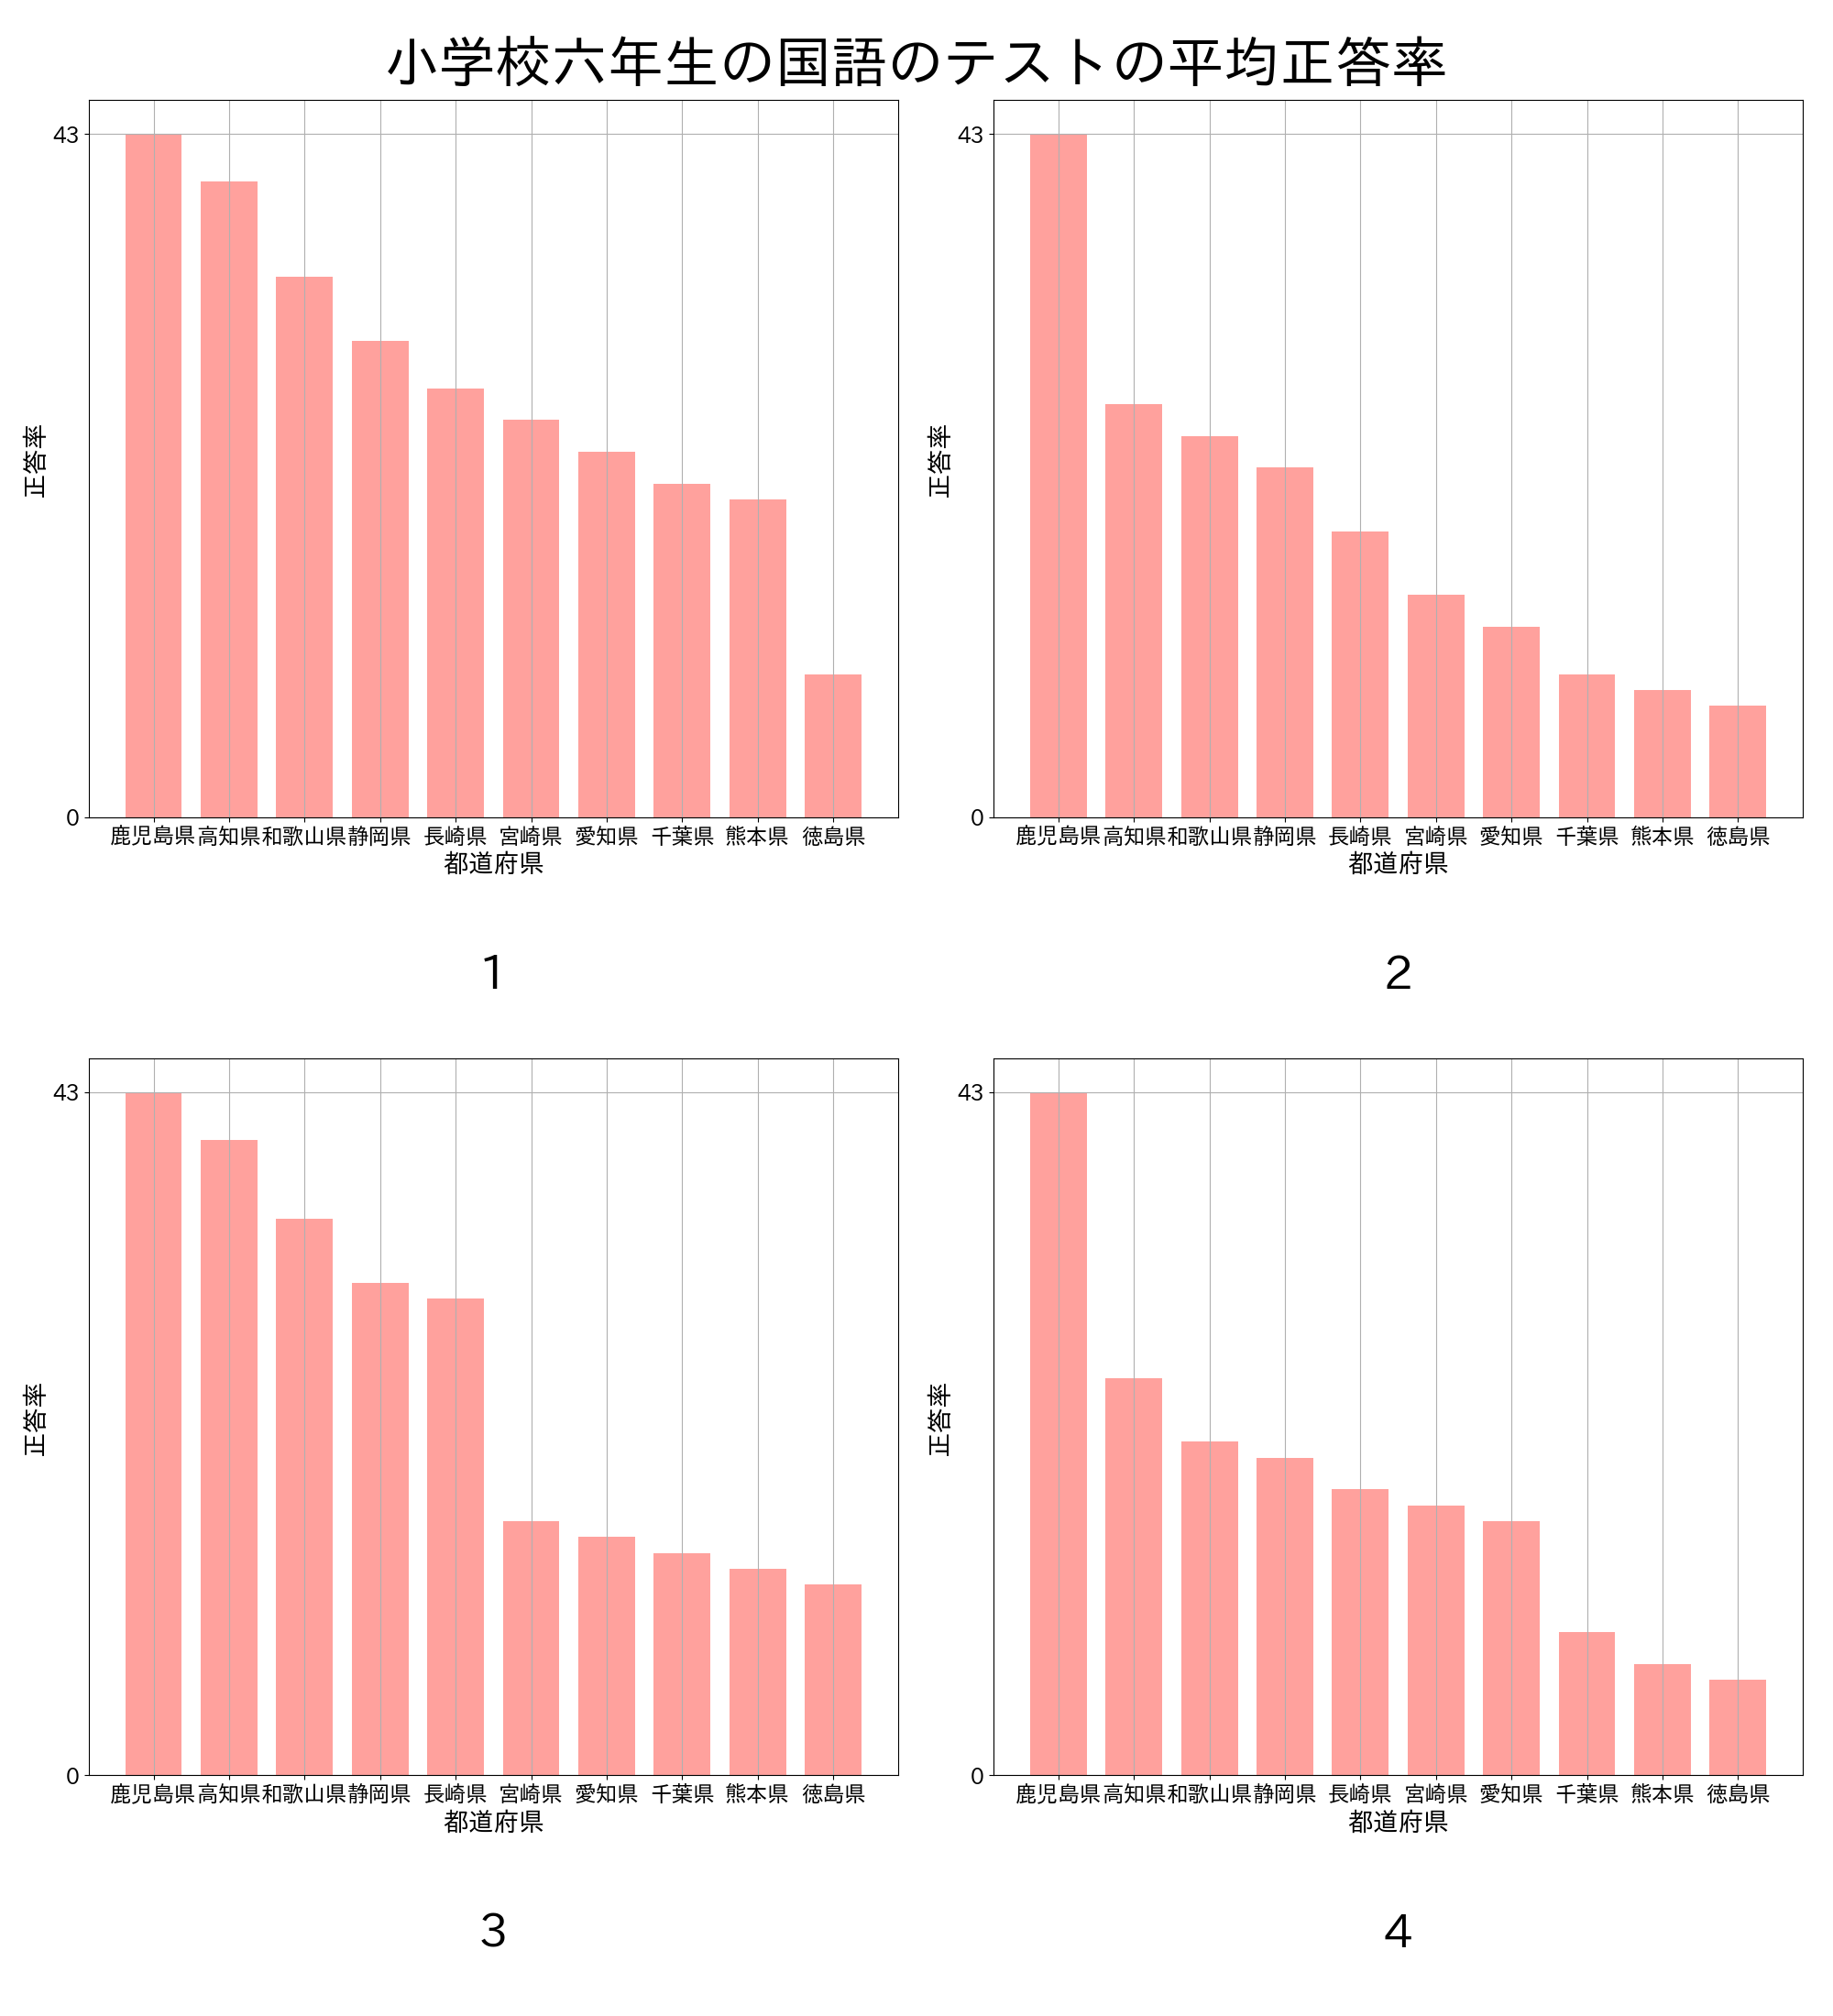 小学校六年生の国語のテストの平均正答率
43
0
正答率
鹿児島県 高知県 和歌山県 静岡県 長崎県 宮崎県 愛知県 千葉県 熊本県 徳島県
都道府県
1
43
0
正答率
鹿児島県 高知県 和歌山県 静岡県 長崎県 宮崎県 愛知県 千葉県 熊本県 徳島県
都道府県
2
43
0
正答率
鹿児島県 高知県 和歌山県 静岡県 長崎県 宮崎県 愛知県 千葉県 熊本県 徳島県
都道府県
3
43
0
正答率
鹿児島県 高知県 和歌山県 静岡県 長崎県 宮崎県 愛知県 千葉県 熊本県 徳島県
都道府県
4